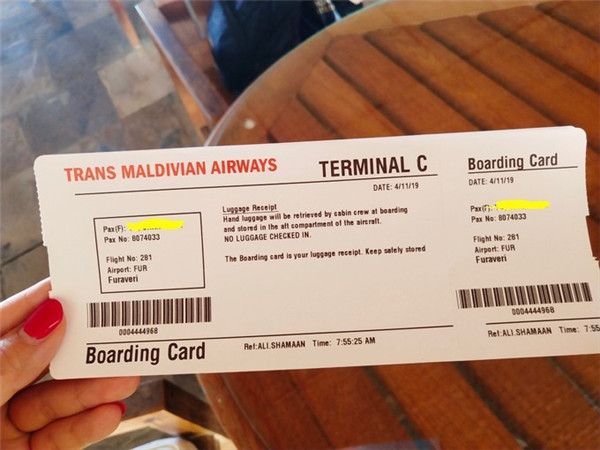 TRANS MALDIVIAN AIRWAYS
TERMINAL C
DATE: 4/11/19
Pax(F):
Pax No: 8074033
Flight No: 281
Airport: FUR
Furaveri
Luggage Receipt
Hand luggage will be retrieved by cabin crew at boarding
and stored in the aft compartment of the aircraft.
NO LUGGAGE CHECKED IN.
The Boarding card is your luggage receipt. Keep safely stored
0004444968
Boarding Card
Ref:ALI.SHAMAAN Time: 7:55:25 AM
Boarding Card
DATE: 4/11/19
Pax(F):
Pax No: 8074033
Flight No: 281
Airport: FUR
Furaveri
0004444968
Ref:ALI.SHAMAAN Time: 7:55